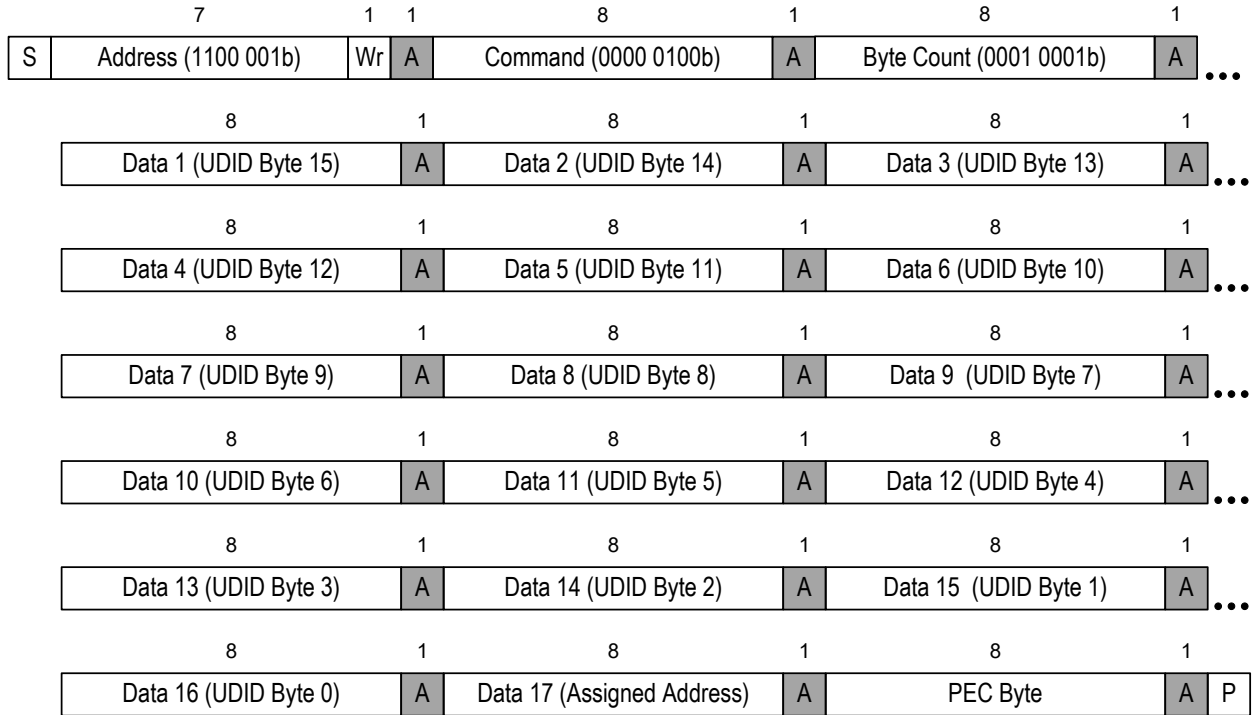 7 1 1 8 1 8 1
S Address (1100 001b) Wr A Command (0000 0100b) A Byte Count (0001 0001b) A •••
8 1 8 1 8 1
Data 1 (UDID Byte 15) A Data 2 (UDID Byte 14) A Data 3 (UDID Byte 13) A •••
8 1 8 1 8 1
Data 4 (UDID Byte 12) A Data 5 (UDID Byte 11) A Data 6 (UDID Byte 10) A •••
8 1 8 1 8 1
Data 7 (UDID Byte 9) A Data 8 (UDID Byte 8) A Data 9 (UDID Byte 7) A •••
8 1 8 1 8 1
Data 10 (UDID Byte 6) A Data 11 (UDID Byte 5) A Data 12 (UDID Byte 4) A •••
8 1 8 1 8 1
Data 13 (UDID Byte 3) A Data 14 (UDID Byte 2) A Data 15 (UDID Byte 1) A •••
8 1 8 1 8 1
Data 16 (UDID Byte 0) A Data 17 (Assigned Address) A PEC Byte A P